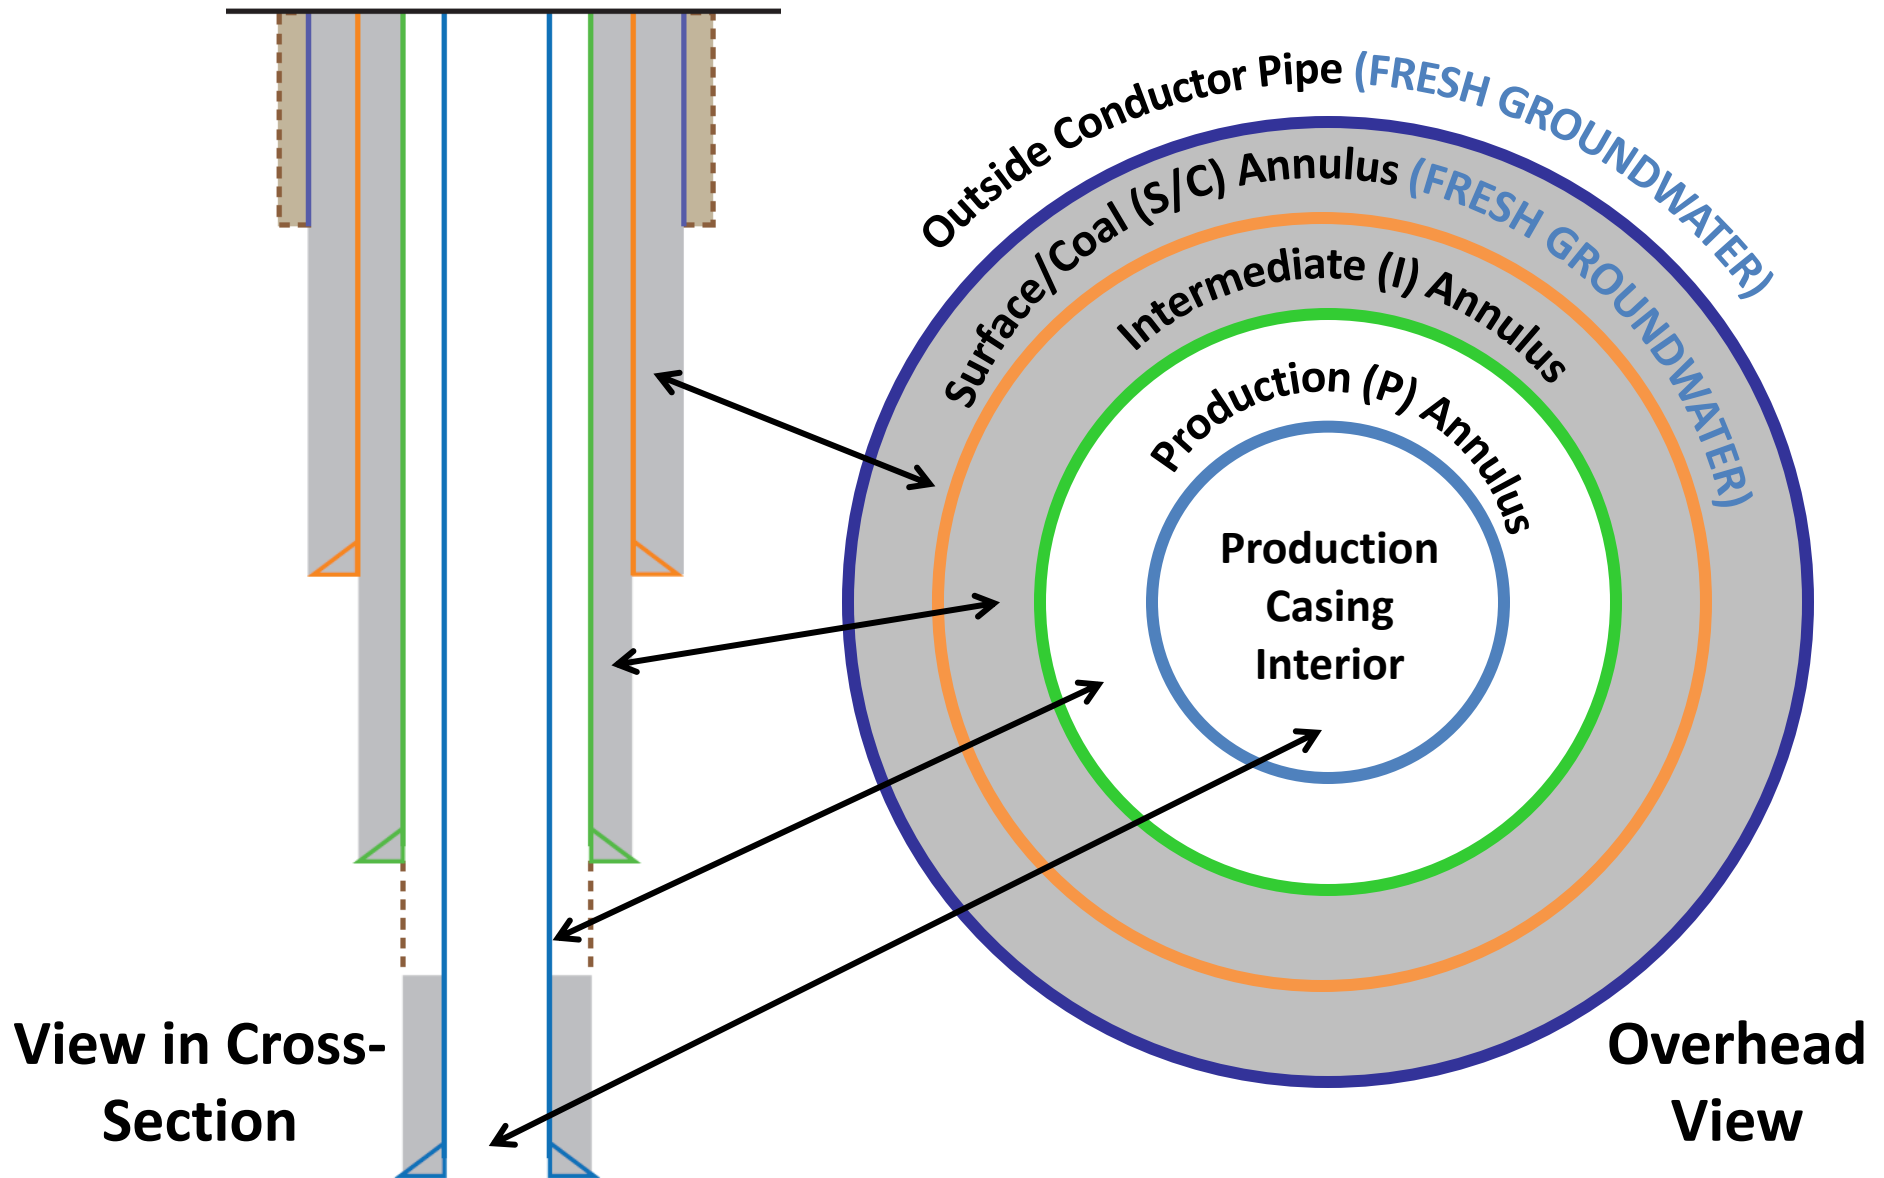 Outside Conductor Pipe (FRESH GROUNDWATER)
Surface/Coal (S/C) Annulus (FRESH GROUNDWATER)
Intermediate (I) Annulus
Production (P) Annulus
Production
Casing
Interior
View in Cross-
Section
Overhead
View